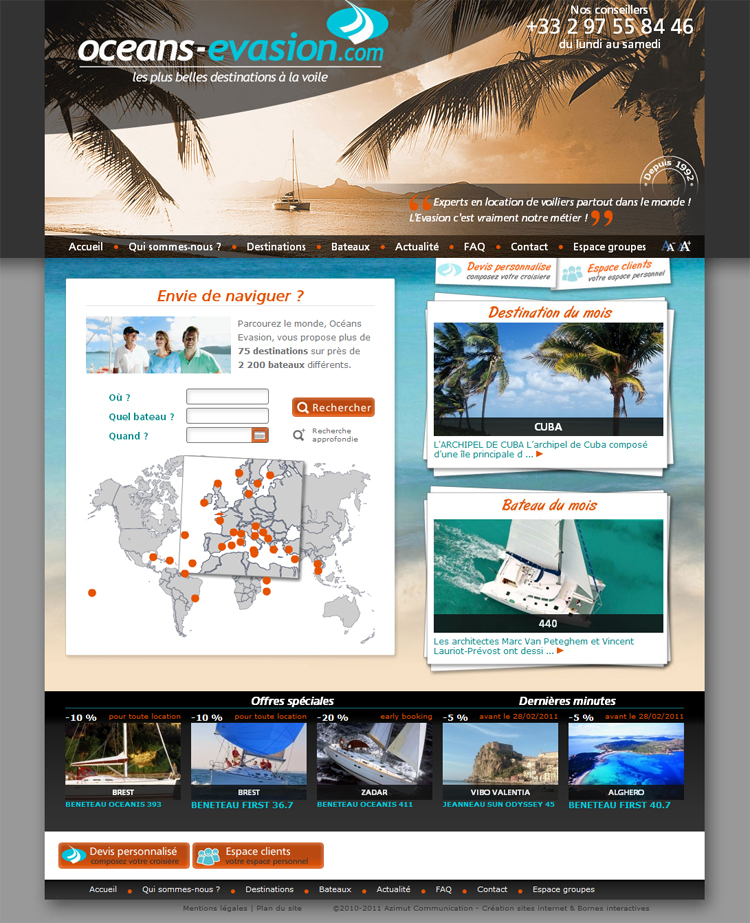 oceans-evasion.com
les plus belles destinations à la voile
Nos conseillers
+33 2 97 55 84 46
du lundi au samedi
Depuis 1992
Experts en location de voiliers partout dans le monde !
L'Evasion c'est vraiment notre métier !
Accueil • Qui sommes-nous ? • Destinations • Bateaux • Actualité • FAQ • Contact • Espace groupes A- A+
Devis personnalise
composez votre croisiere
Espace clients
votre espace personnel
Envie de naviguer ?
Parcourez le monde, Océans
Evasion, vous propose plus de
75 destinations sur près de
2 200 bateaux différents.
Où ?
Quel bateau ?
Quand ?
Rechercher
Recherche
approfondie
Destination du mois
CUBA
L'ARCHIPEL DE CUBA L'archipel de Cuba composé
d'une île principale d ...
Bateau du mois
440
Les architectes Marc Van Peteghem et Vincent
Lauriot-Prévost ont dessi ...
Offres spéciales
Dernières minutes
-10 % pour toute location
BREST
BENETEAU OCEANIS 393
-10 % pour toute location
BREST
BENETEAU FIRST 36.7
-20 % early booking
ZADAR
BENETEAU OCEANIS 411
-5 % avant le 28/02/2011
VIBO VALENTIA
JEANNEAU SUN ODYSSEY 45
-5 % avant le 28/02/2011
ALGHERO
BENETEAU FIRST 40.7
Devis personnalisé
composez votre croisière
Espace clients
votre espace personnel
Accueil • Qui sommes-nous ? • Destinations • Bateaux • Actualité • FAQ • Contact • Espace groupes
Mentions légales | Plan du site ©2010-2011 Azimut Communication - Création sites internet & Bornes interactives